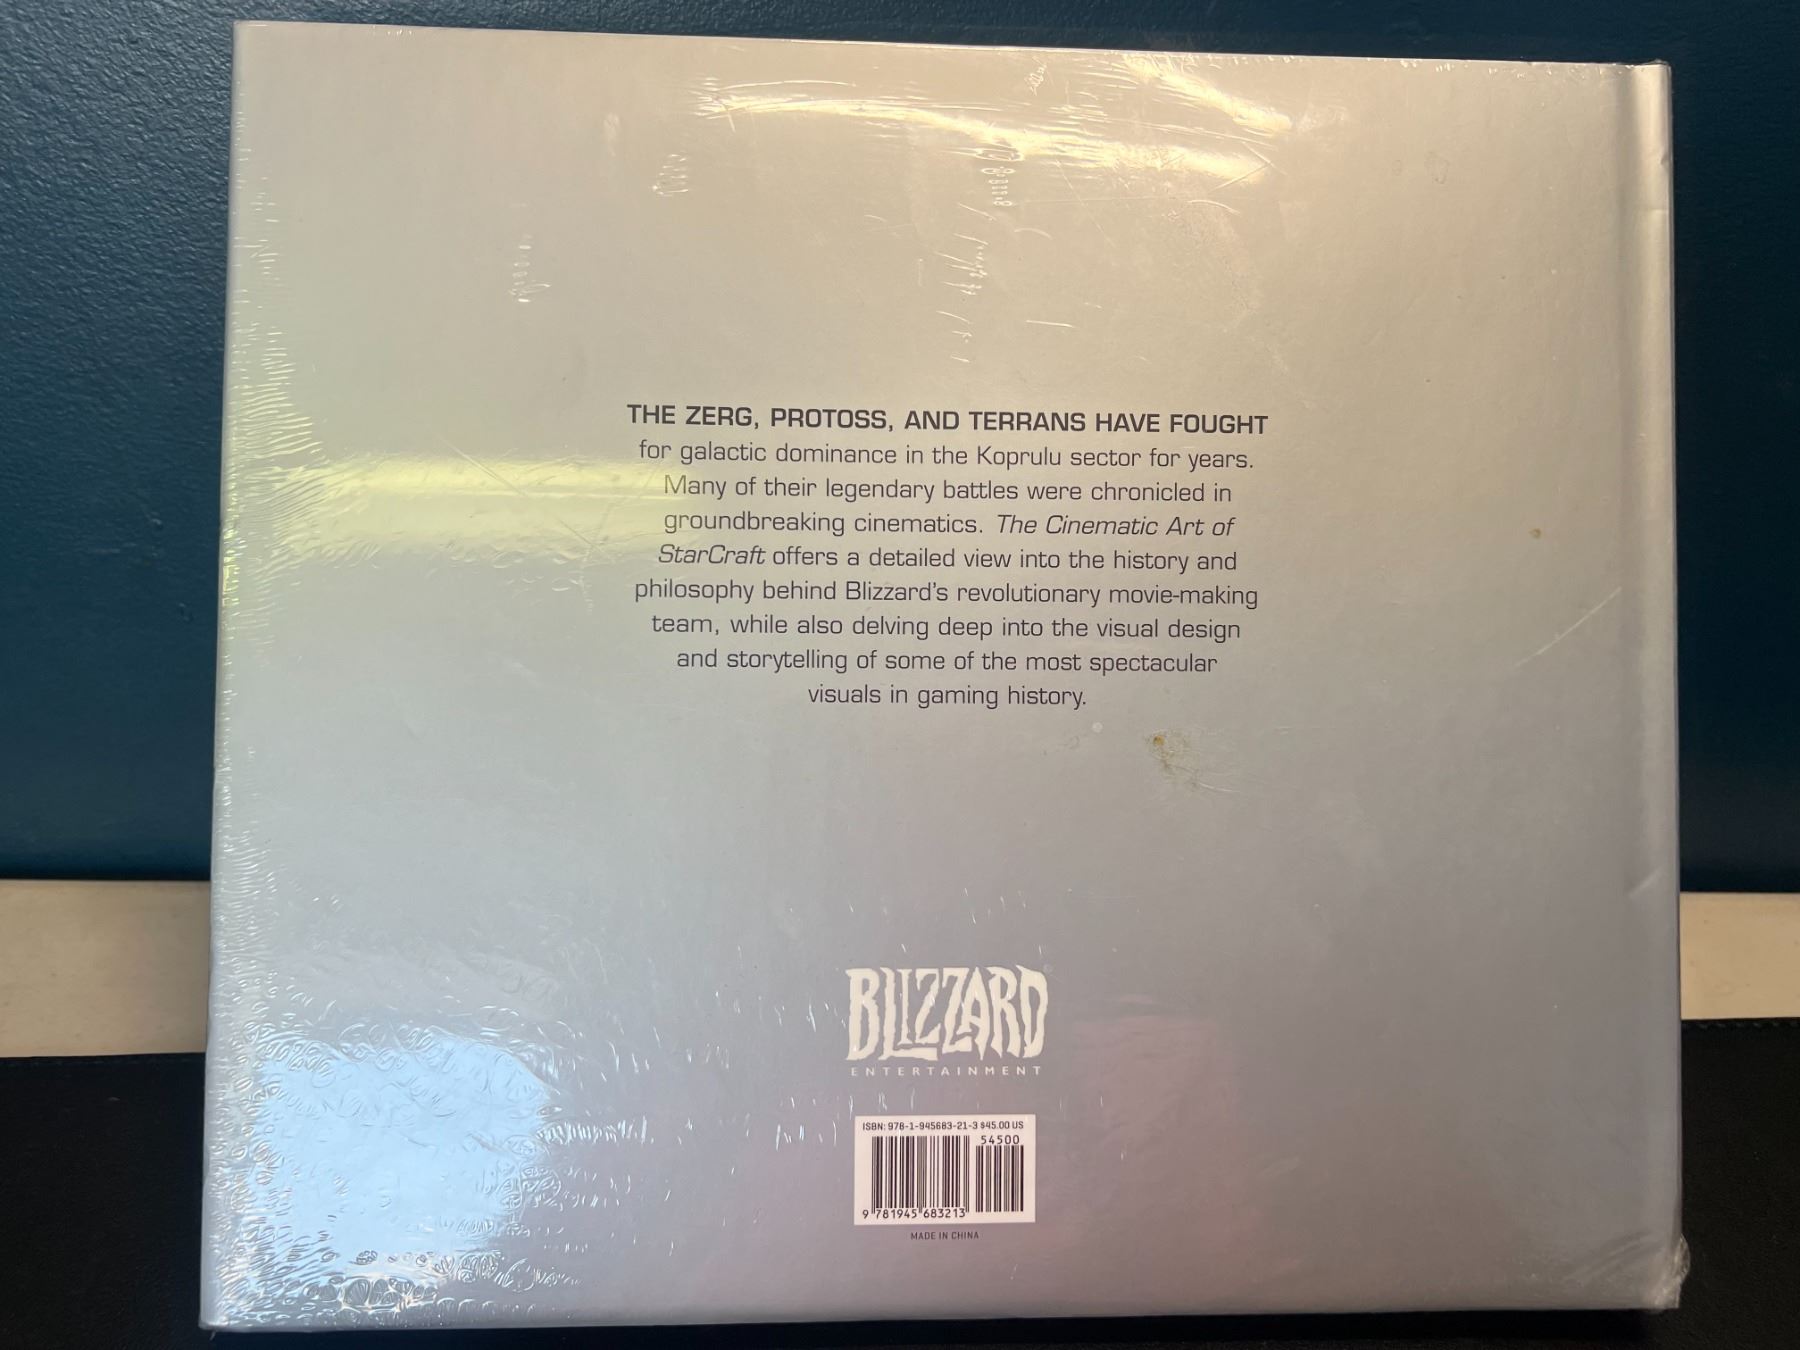 THE ZERG, PROTOSS, AND TERRANS HAVE FOUGHT
for galactic dominance in the Koprulu sector for years.
Many of their legendary battles were chronicled in
groundbreaking cinematics. The Cinematic Art of
StarCraft offers a detailed view into the history and
philosophy behind Blizzard's revolutionary movie-making
team, while also delving deep into the visual design
and storytelling of some of the most spectacular
visuals in gaming history.
BLIZZARD
ENTERTAINMENT
ISBN: 978-1-945683-21-3 $45.00 US
54500
9 781945 683213
MADE IN CHINA